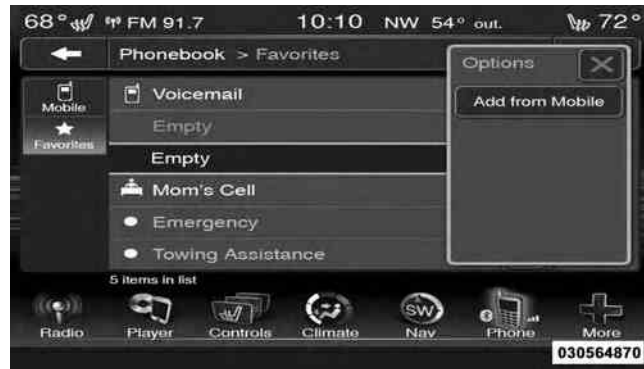 68° FM 91.7 10:10 NW 54° out. 72°
Phonebook > Favorites
Options
Mobile
Favorites
Voicemail
Empty
Empty
Mom's Cell
Emergency
Towing Assistance
Add from Mobile
5 items in list
Radio Player Controls Climate SW Nav Phone More
030564870